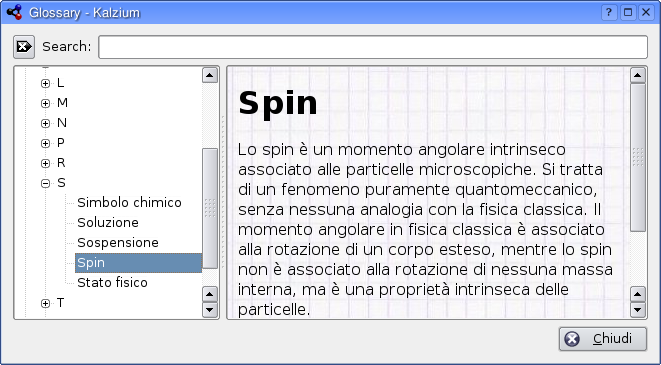 Glossary - Kalzium
Search:
L
M
N
P
R
S
Simbolo chimico
Soluzione
Sospensione
Spin
Stato fisico
T
Spin
Lo spin è un momento angolare intrinseco
associato alle particelle microscopiche. Si tratta
di un fenomeno puramente quantomeccanico,
senza nessuna analogia con la fisica classica. Il
momento angolare in fisica classica è associato
alla rotazione di un corpo esteso, mentre lo spin
non è associato alla rotazione di nessuna massa
interna, ma è una proprietà intrinseca delle
particelle.
Chiudi